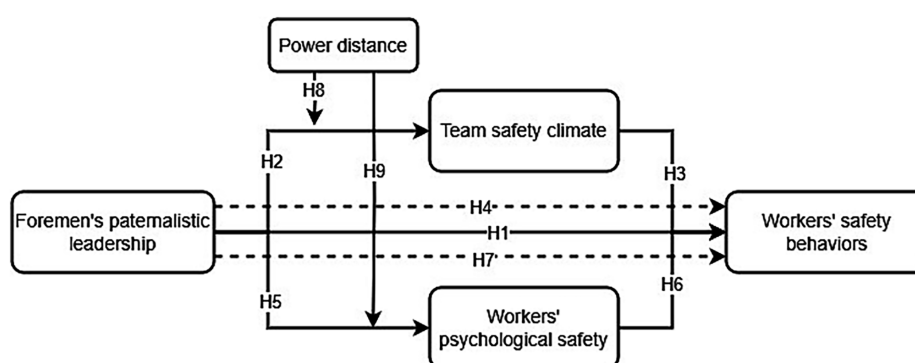 Power distance
H8
Team safety climate
H2
H9
H3
Foremen's paternalistic
leadership
H4
H1
H7
Workers' safety
behaviors
H5
H6
Workers'
psychological safety